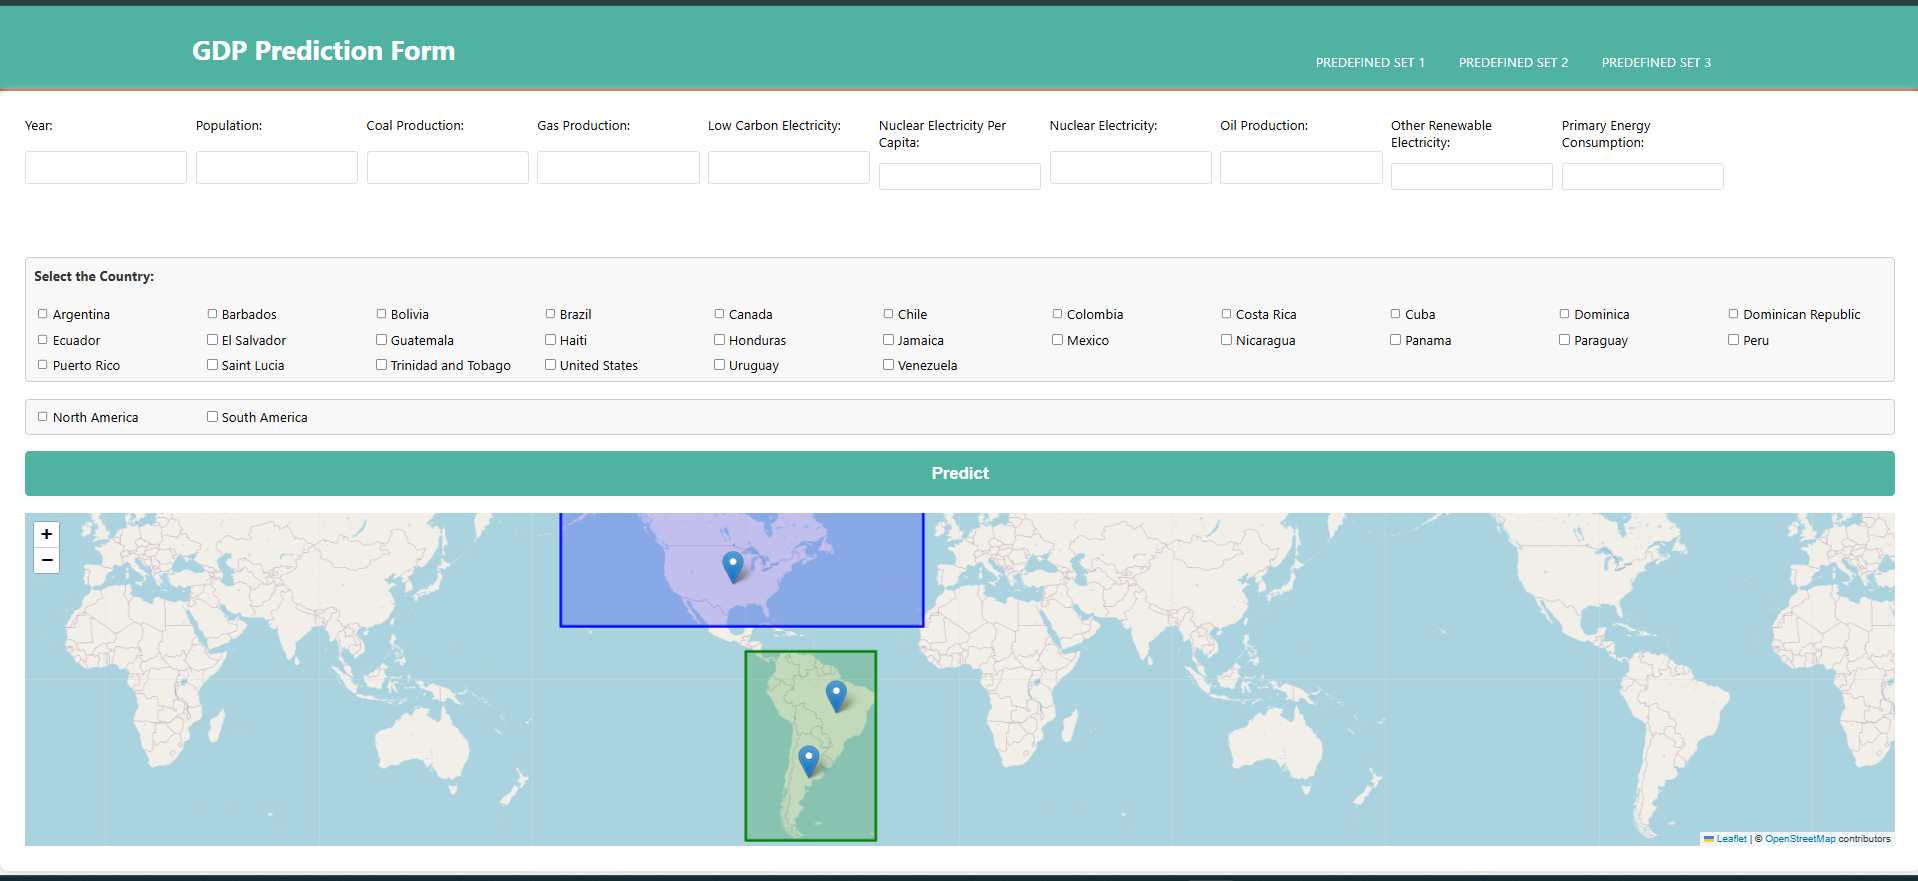 GDP Prediction Form
PREDEFINED SET 1
PREDEFINED SET 2
PREDEFINED SET 3
Year:
Population:
Coal Production:
Gas Production:
Low Carbon Electricity:
Nuclear Electricity Per
Capita:
Nuclear Electricity:
Oil Production:
Other Renewable
Electricity:
Primary Energy
Consumption:
Select the Country:
Argentina Barbados Bolivia Brazil Canada Chile Colombia Costa Rica Cuba Dominica Dominican Republic
Ecuador El Salvador Guatemala Haiti Honduras Jamaica Mexico Nicaragua Panama Paraguay Peru
Puerto Rico Saint Lucia Trinidad and Tobago United States Uruguay Venezuela
North America South America
Predict
+
−
Leaflet | © OpenStreetMap contributors